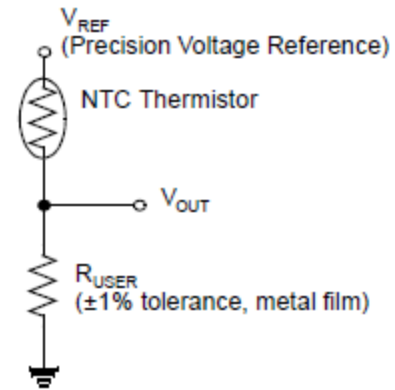 VREF
(Precision Voltage Reference)
NTC Thermistor
VOUT
RUSER
(±1% tolerance, metal film)